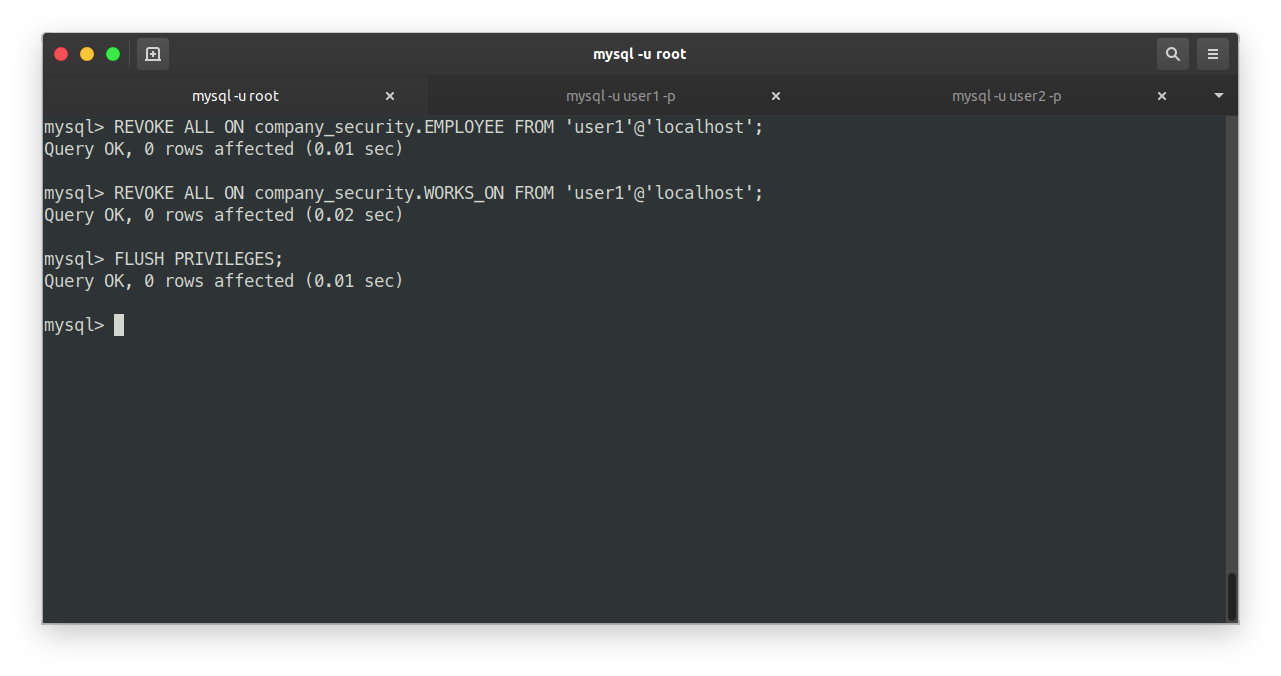 mysql -u root
mysql -u root
mysql -u user1 -p
mysql -u user2 -p
mysql> REVOKE ALL ON company_security.EMPLOYEE FROM 'user1'@'localhost';
Query OK, 0 rows affected (0.01 sec)
mysql> REVOKE ALL ON company_security.WORKS_ON FROM 'user1'@'localhost';
Query OK, 0 rows affected (0.02 sec)
mysql> FLUSH PRIVILEGES;
Query OK, 0 rows affected (0.01 sec)
mysql>